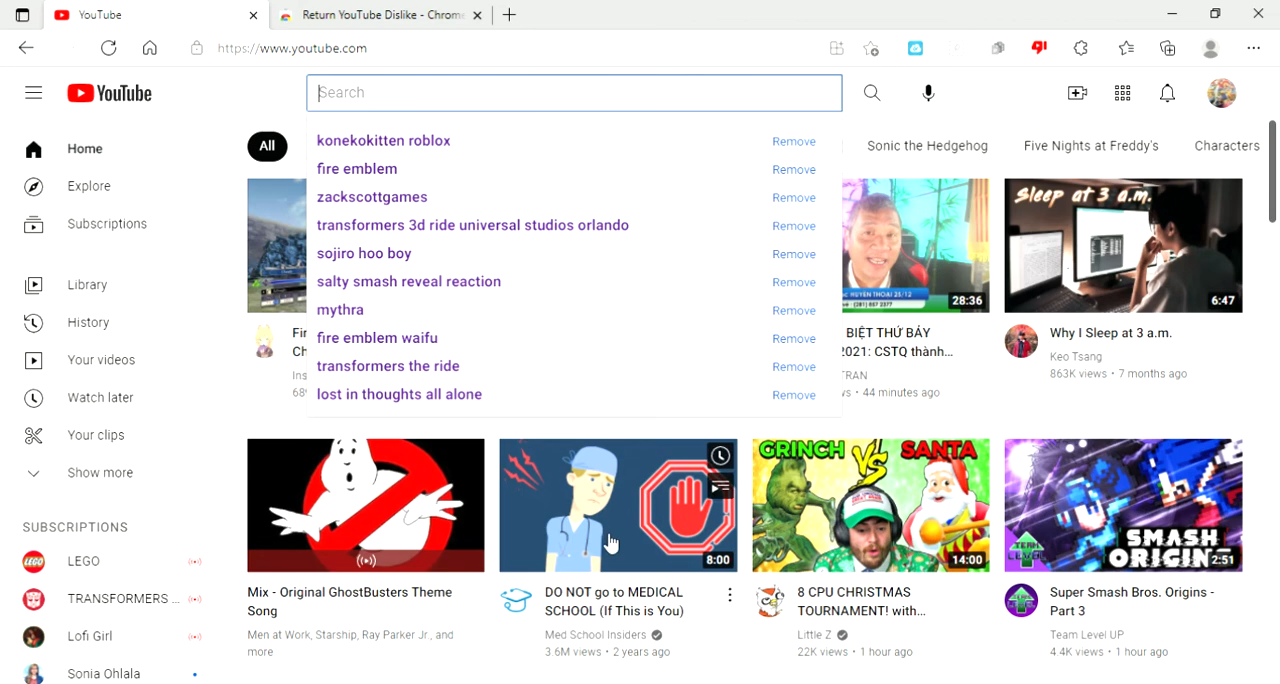 YouTube
Return YouTube Dislike - Chrome
https://www.youtube.com
YouTube
Search
Home
Explore
Subscriptions
Library
History
Your videos
Watch later
Your clips
Show more
SUBSCRIPTIONS
LEGO
TRANSFORMERS ...
Lofi Girl
Sonia Ohlala
All
Sonic the Hedgehog
Five Nights at Freddy's
Characters
konekokitten roblox
Remove
fire emblem
Remove
zackscottgames
Remove
transformers 3d ride universal studios orlando
Remove
sojiro hoo boy
Remove
salty smash reveal reaction
Remove
mythra
Remove
fire emblem waifu
Remove
transformers the ride
Remove
lost in thoughts all alone
Remove
28:36
BIỆT THỨ BẢY
2021: CSTQ thành...
TRAN
44 minutes ago
Sleep at 3 a.m.
6:47
Why I Sleep at 3 a.m.
Keo Tsang
863K views • 7 months ago
Mix - Original GhostBusters Theme
Song
Men at Work, Starship, Ray Parker Jr., and
more
8:00
DO NOT go to MEDICAL
SCHOOL (If This is You)
Med School Insiders
3.6M views • 2 years ago
GRINCH VS SANTA
14:00
8 CPU CHRISTMAS
TOURNAMENT! with...
Little Z
22K views • 1 hour ago
TEAM
LEVEL UP
SMASH
ORIGINS
2:51
Super Smash Bros. Origins -
Part 3
Team Level UP
4.4K views • 1 hour ago